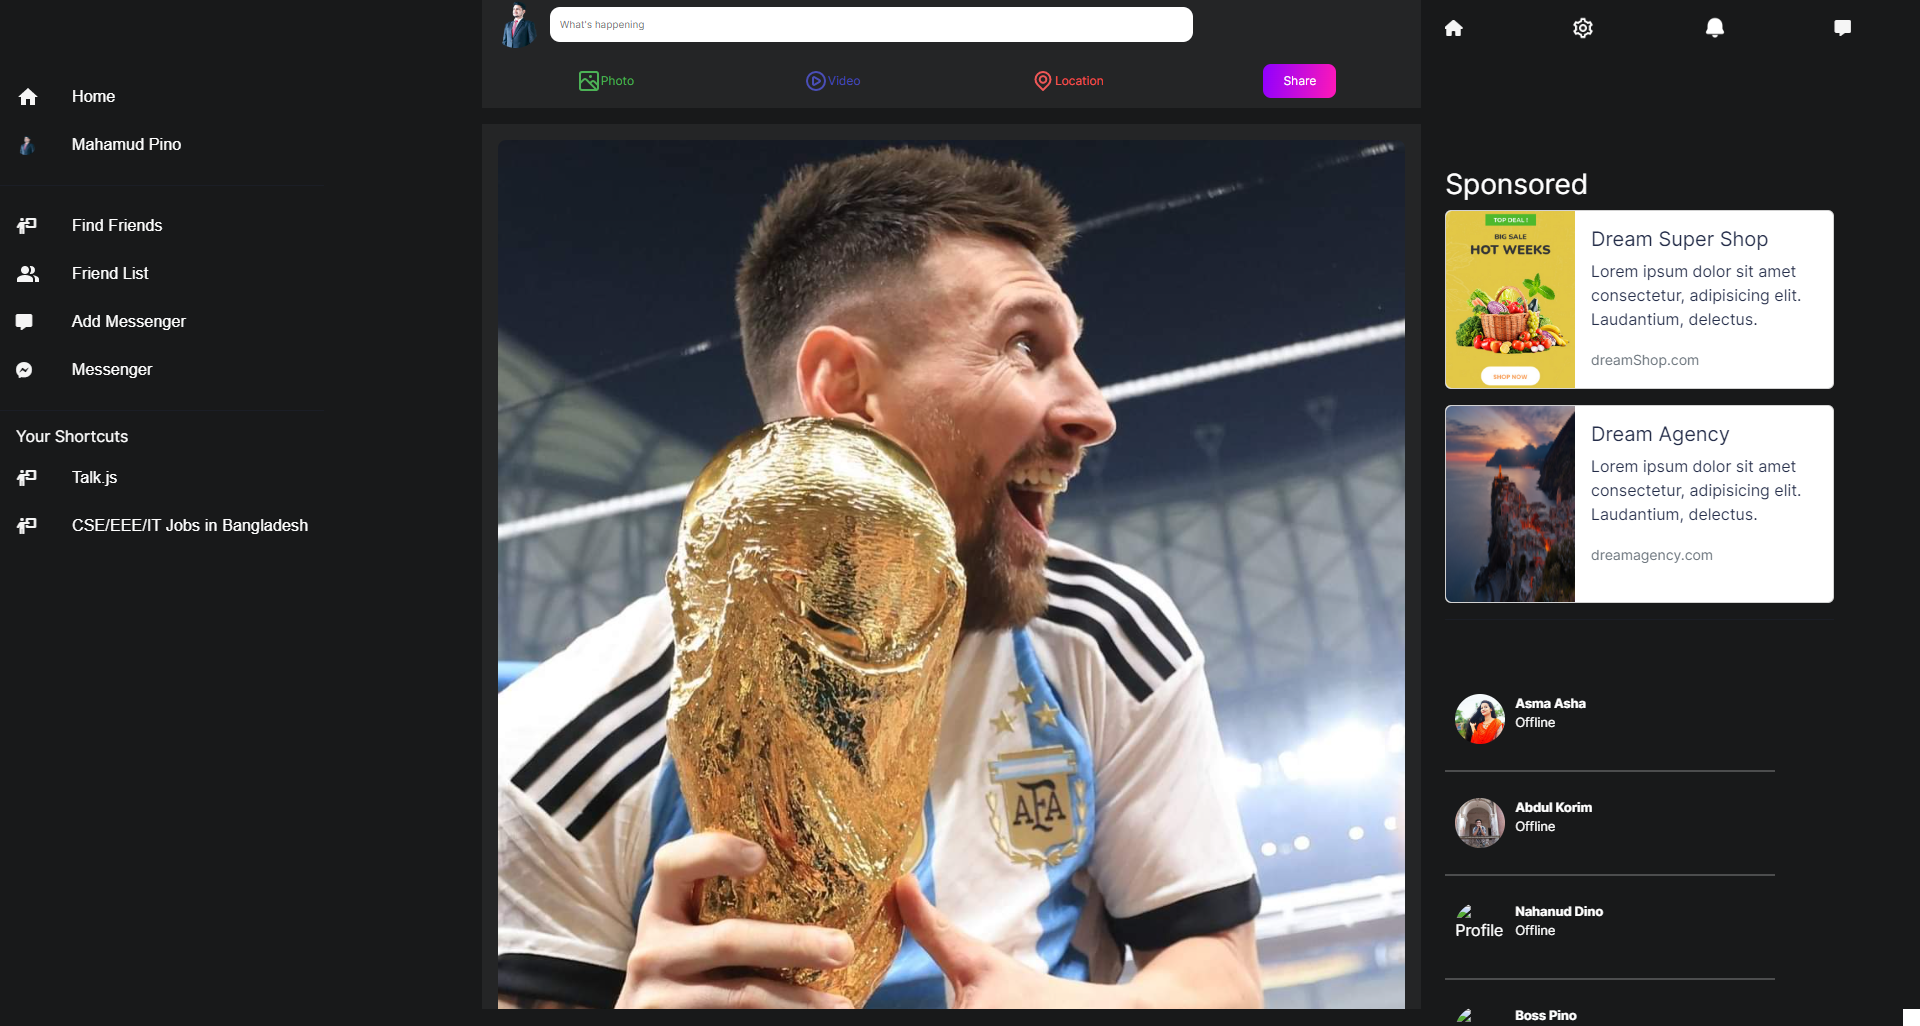 What's happening
Photo
Video
Location
Share
Home
Mahamud Pino
Find Friends
Friend List
Add Messenger
Messenger
Your Shortcuts
Talk.js
CSE/EEE/IT Jobs in Bangladesh
AFA
Sponsored
TOP DEAL !
BIG SALE
HOT WEEKS
SHOP NOW
Dream Super Shop
Lorem ipsum dolor sit amet
consectetur, adipisicing elit.
Laudantium, delectus.
dreamShop.com
Dream Agency
Lorem ipsum dolor sit amet
consectetur, adipisicing elit.
Laudantium, delectus.
dreamagency.com
Asma Asha
Offline
Abdul Korim
Offline
Profile
Nahanud Dino
Offline
Boss Pino